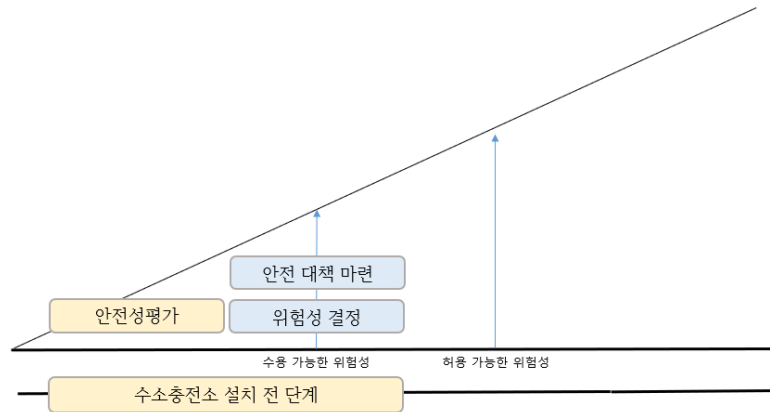 안전 대책 마련
안전성평가
위험성 결정
수용 가능한 위험성
허용 가능한 위험성
수소충전소 설치 전 단계